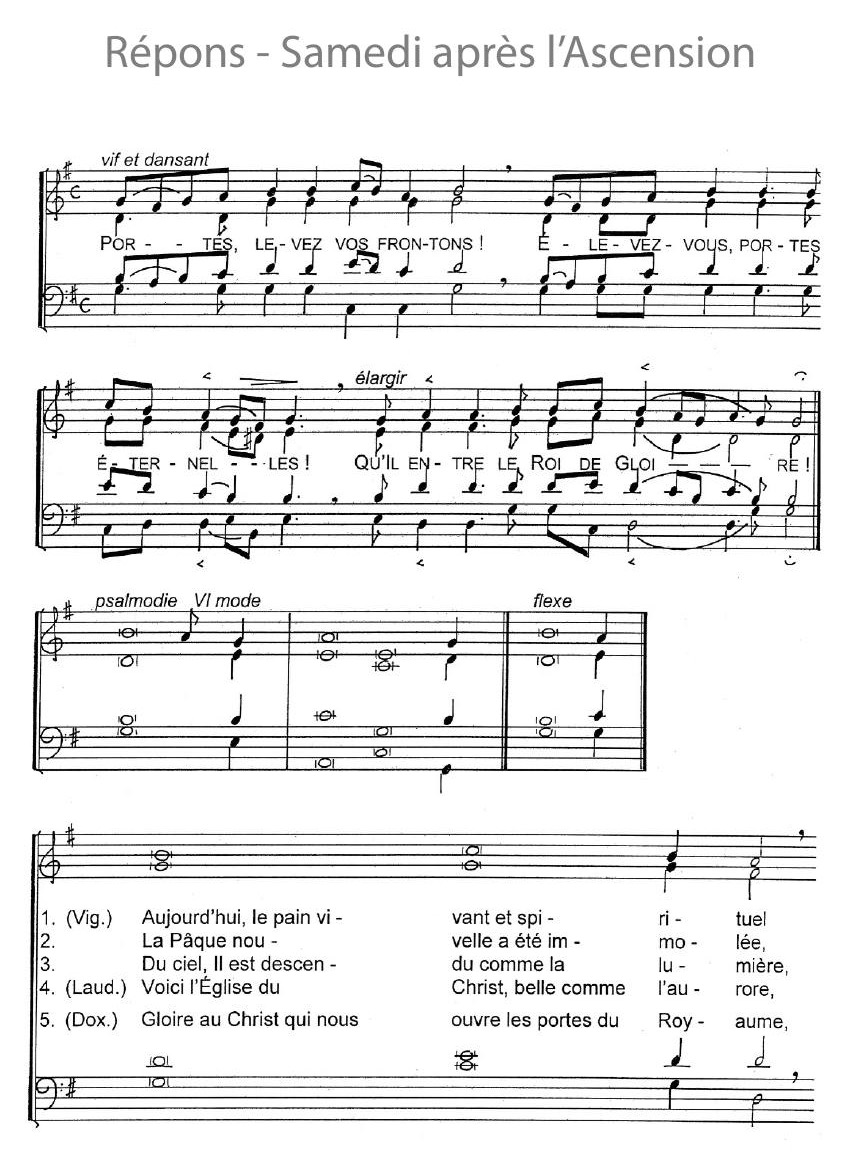 Répons - Samedi après l’Ascension
vif et dansant
POR - - TES, LE - VEZ VOS FRON-TONS ! É - LE - VEZ - VOUS, POR - TES
élargir
É - TER - NEL - - LES ! QU'IL EN - TRE LE ROI DE GLOI _ _ _ RE !
psalmodie VI mode flexe
1. (Vig.) Aujourd'hui, le pain vi - vant et spi - ri - tuel
2. La Pâque nou - velle a été im - mo - lée,
3. Du ciel, Il est descen - du comme la lu - mière,
4. (Laud.) Voici l'Église du Christ, belle comme l'au - rore,
5. (Dox.) Gloire au Christ qui nous ouvre les portes du Roy - aume,